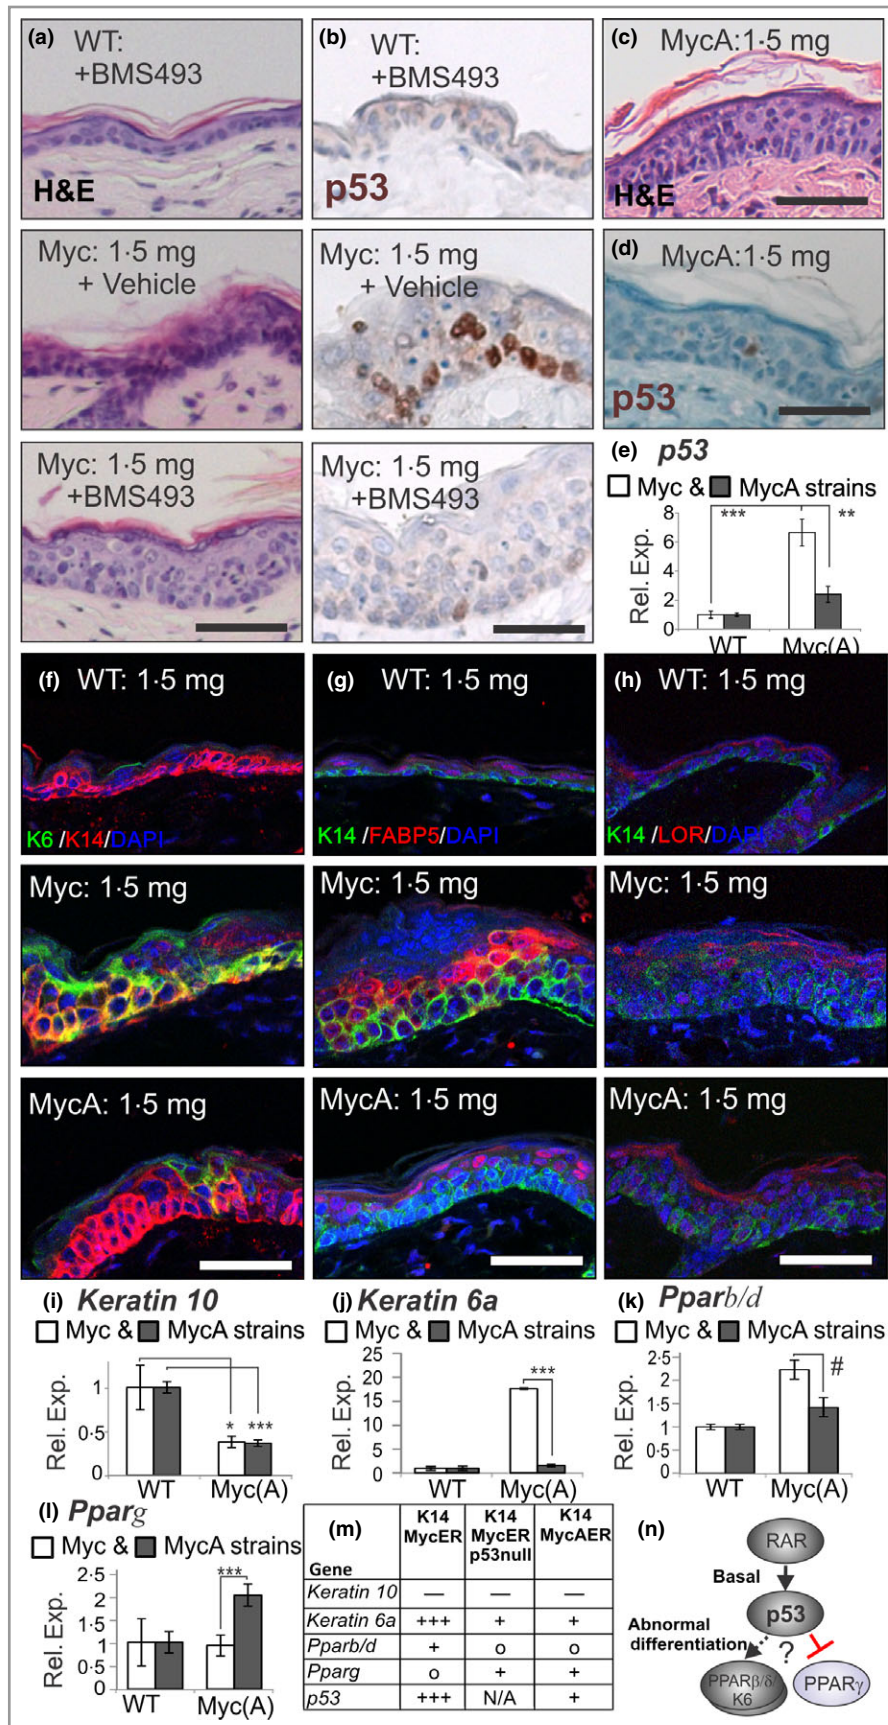 (a) WT:
+BMS493
H&E
(b) WT:
+BMS493
p53
(c) MycA:1·5 mg
H&E
Myc: 1·5 mg
+ Vehicle
Myc: 1·5 mg
+ Vehicle
(d) MycA:1·5 mg
p53
Myc: 1·5 mg
+BMS493
Myc: 1·5 mg
+BMS493
(e) p53
Myc & MycA strains
Rel. Exp.
8
6
4
2
0
*** **
WT Myc(A)
(f) WT: 1·5 mg
K6 /K14/DAPI
(g) WT: 1·5 mg
K14 /FABP5/DAPI
(h) WT: 1·5 mg
K14 /LOR/DAPI
Myc: 1·5 mg
Myc: 1·5 mg
Myc: 1·5 mg
MycA: 1·5 mg
MycA: 1·5 mg
MycA: 1·5 mg
(i) Keratin 10
Myc & MycA strains
Rel. Exp.
1
0·5
0
* ***
WT Myc(A)
(j) Keratin 6a
Myc & MycA strains
Rel. Exp.
25
20
15
10
5
0
***
WT Myc(A)
(k) Pparb/d
Myc & MycA strains
Rel. Exp.
2·5
2
1·5
1
0·5
0
#
WT Myc(A)
(l) Pparg
Myc & MycA strains
Rel. Exp.
2·5
2
1·5
1
0·5
0
***
WT Myc(A)
(m)
Gene K14 MycER K14 MycER p53null K14 MycAER
Keratin 10 — — —
Keratin 6a +++ + +
Pparb/d + o o
Pparg o + +
p53 +++ N/A +
(n)
RAR
Basal
p53
Abnormal
differentiation
?
PPARβ/δ/
K6
PPARγ